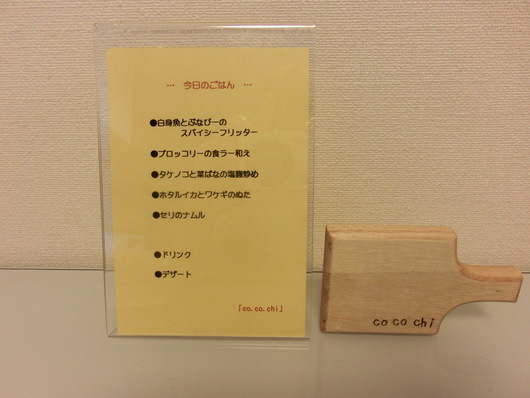 … 今日のごはん …
●白身魚とぶなぴーの
スパイシーフリッター
●ブロッコリーの食ラー和え
●タケノコと菜ばなの塩麹炒め
●ホタルイカとワケギのぬた
●セリのナムル
●ドリンク
●デザート
「co.co.chi」
co co chi